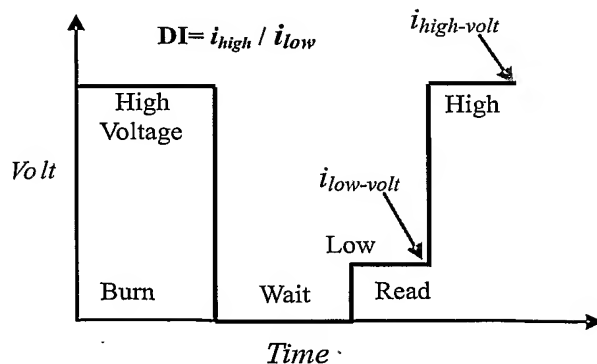 DI= i_high / i_low
i_high-volt
High
Voltage
High
Volt
i_low-volt
Low
Burn
Wait
Read
Time